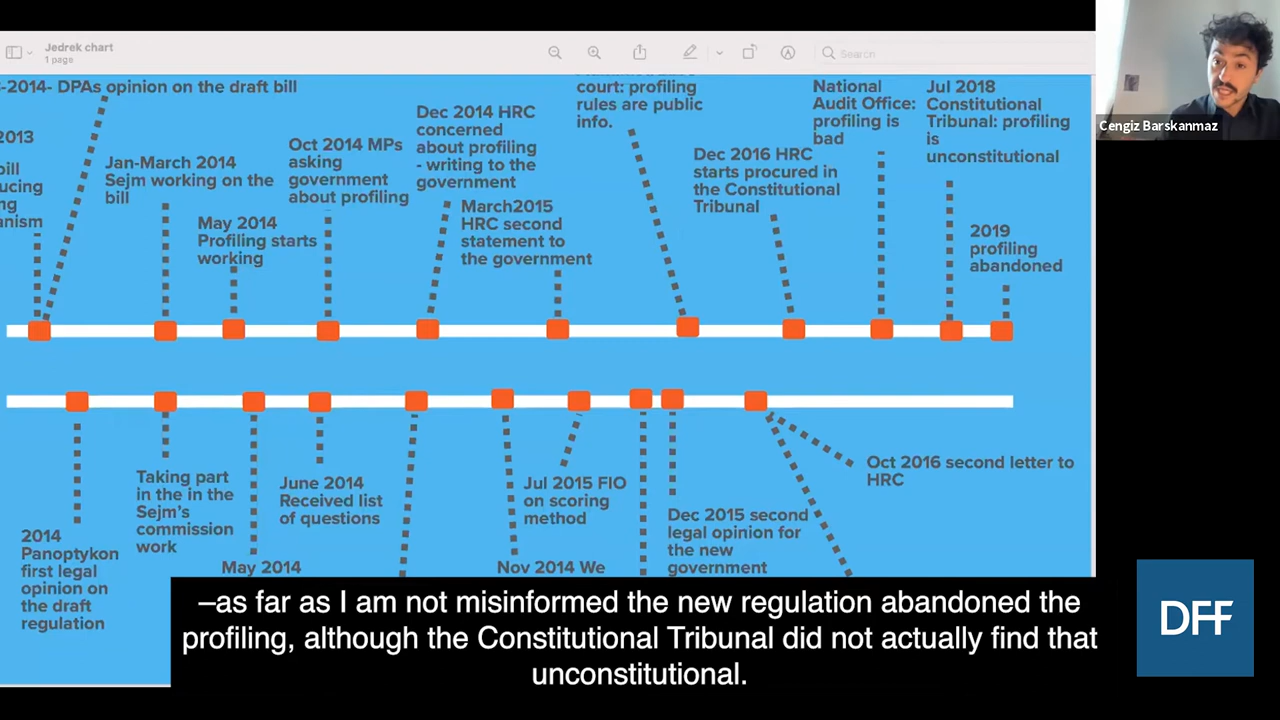 Jedrek chart
1 page
Search
Cengiz Barskanmaz
-2014- DPAs opinion on the draft bill
2013
bill
Jan-March 2014
Sejm working on the
bill
May 2014
Profiling starts
working
Oct 2014 MPs
asking
government
about profiling
Dec 2014 HRC
concerned
about profiling
- writing to the
government
March2015
HRC second
statement to
the government
court: profiling
rules are public
info.
Dec 2016 HRC
starts procured in
the Constitutional
Tribunal
National
Audit Office:
profiling is
bad
Jul 2018
Constitutional
Tribunal: profiling
is
unconstitutional
2019
profiling
abandoned
2014
Panoptykon
first legal
opinion on
the draft
regulation
Taking part
in the in the
Sejm's
commission
work
May 2014
June 2014
Received list
of questions
Nov 2014 We
Jul 2015 FIO
on scoring
method
Dec 2015 second
legal opinion for
the new
government
Oct 2016 second letter to
HRC
–as far as I am not misinformed the new regulation abandoned the
profiling, although the Constitutional Tribunal did not actually find that
unconstitutional.
DFF